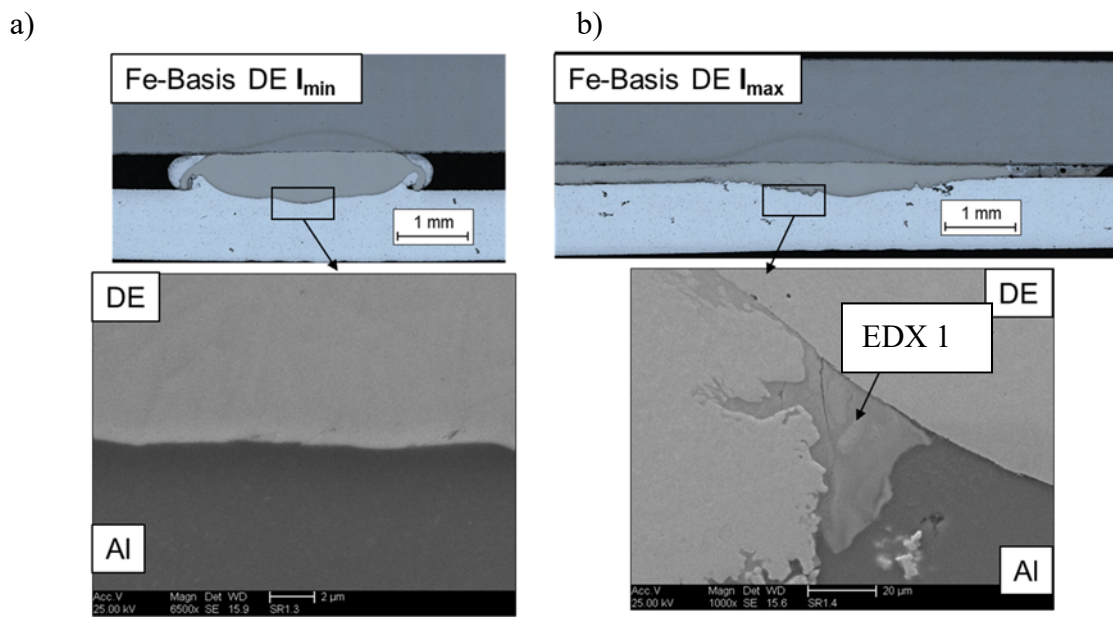 a)
b)
Fe-Basis DE Imin
Fe-Basis DE Imax
1 mm
1 mm
DE
DE
EDX 1
Al
Al
Acc.V Magn Det WD
25.00 kV 6500x SE 15.9 SR1.3
2 µm
Acc.V Magn Det WD
25.00 kV 1000x SE 15.6 SR1.4
20 µm